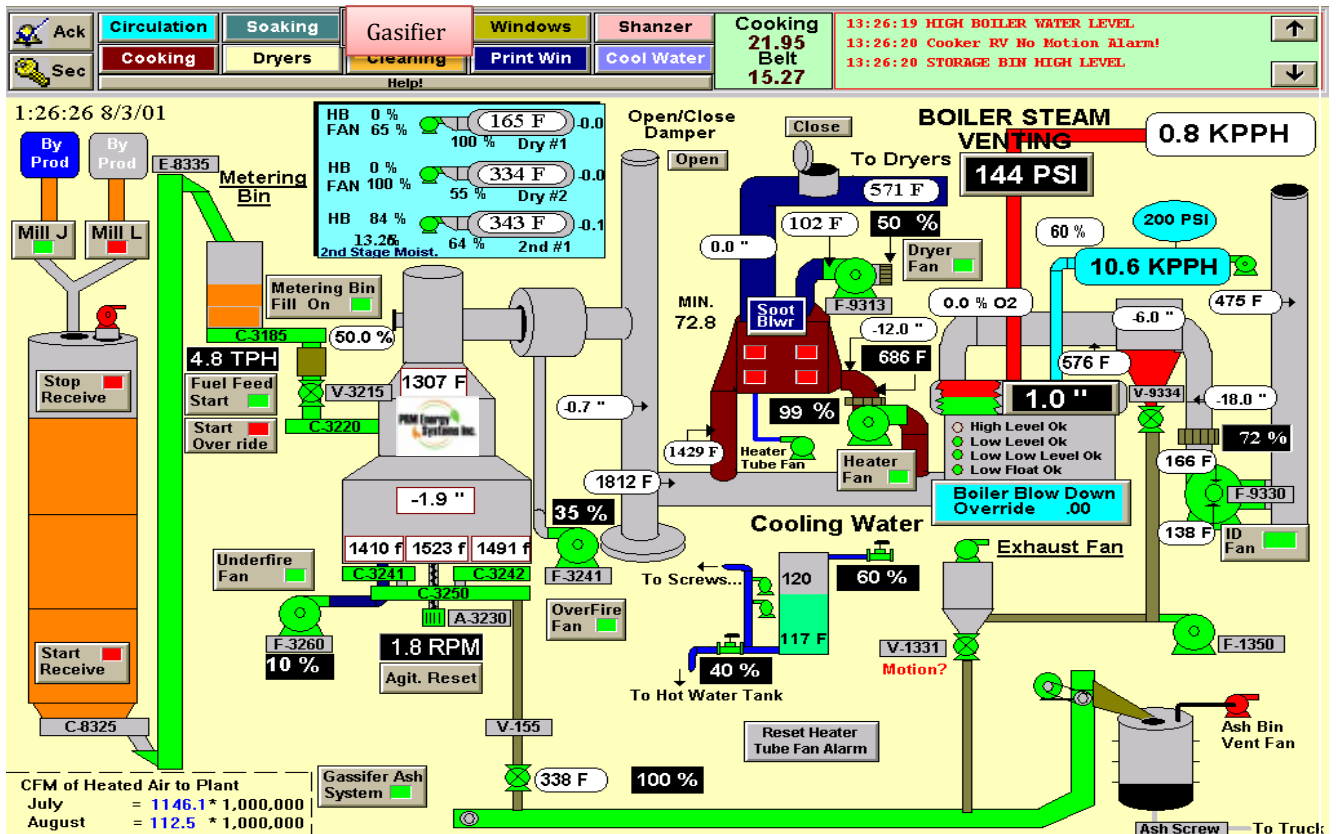 Ack
Sec
Circulation
Soaking
Gasifier
Windows
Shanzer
Cooking
Dryers
Cleaning
Print Win
Cool Water
Help!
Cooking
21.95
Belt
15.27
13:26:19 HIGH BOILER WATER LEVEL
13:26:20 Cooker RV No Motion Alarm!
13:26:20 STORAGE BIN HIGH LEVEL
1:26:26 8/3/01
By Prod
By Prod
E-8335
Metering Bin
Mill J
Mill L
HB 0 %
FAN 65 %
165 F
-0.0
100 % Dry #1
HB 0 %
FAN 100 %
334 F
-0.0
55 % Dry #2
HB 84 %
343 F
-0.1
64 % 2nd #1
2nd Stage Moist.
Open/Close Damper
Open
Close
To Dryers
571 F
BOILER STEAM VENTING
0.8 KPPH
144 PSI
102 F
50 %
Dryer Fan
F-9313
0.0 "
MIN.
72.8
Soot Blwr
-12.0 "
686 F
99 %
Heater Tube Fan
Heater Fan
60 %
200 PSI
10.6 KPPH
0.0 % O2
-6.0 "
475 F
576 F
V-9334
-18.0 "
72 %
166 F
F-9330
138 F
ID Fan
1.0 "
High Level Ok
Low Level Ok
Low Low Level Ok
Low Float Ok
Boiler Blow Down
Override .00
Metering Bin
Fill On
C-3185
50.0 %
4.8 TPH
Fuel Feed
Start
V-3215
Start
Over ride
C-3220
Stop
Receive
Start
Receive
C-8325
1307 F
PRM Energy
Systems Inc.
-1.9 "
1410 f
1523 f
1491 f
C-3241
C-3242
C-3250
A-3230
1.8 RPM
Agit. Reset
Underfire
Fan
F-3260
10 %
-0.7 "
1429 F
1812 F
35 %
F-3241
OverFire
Fan
Cooling Water
To Screws...
120
117 F
60 %
40 %
To Hot Water Tank
Exhaust Fan
V-1331
Motion?
F-1350
V-155
338 F
100 %
Reset Heater
Tube Fan Alarm
Gassifer Ash
System
Ash Bin
Vent Fan
Ash Screw
To Truck
CFM of Heated Air to Plant
July = 1146.1* 1,000,000
August = 112.5 * 1,000,000